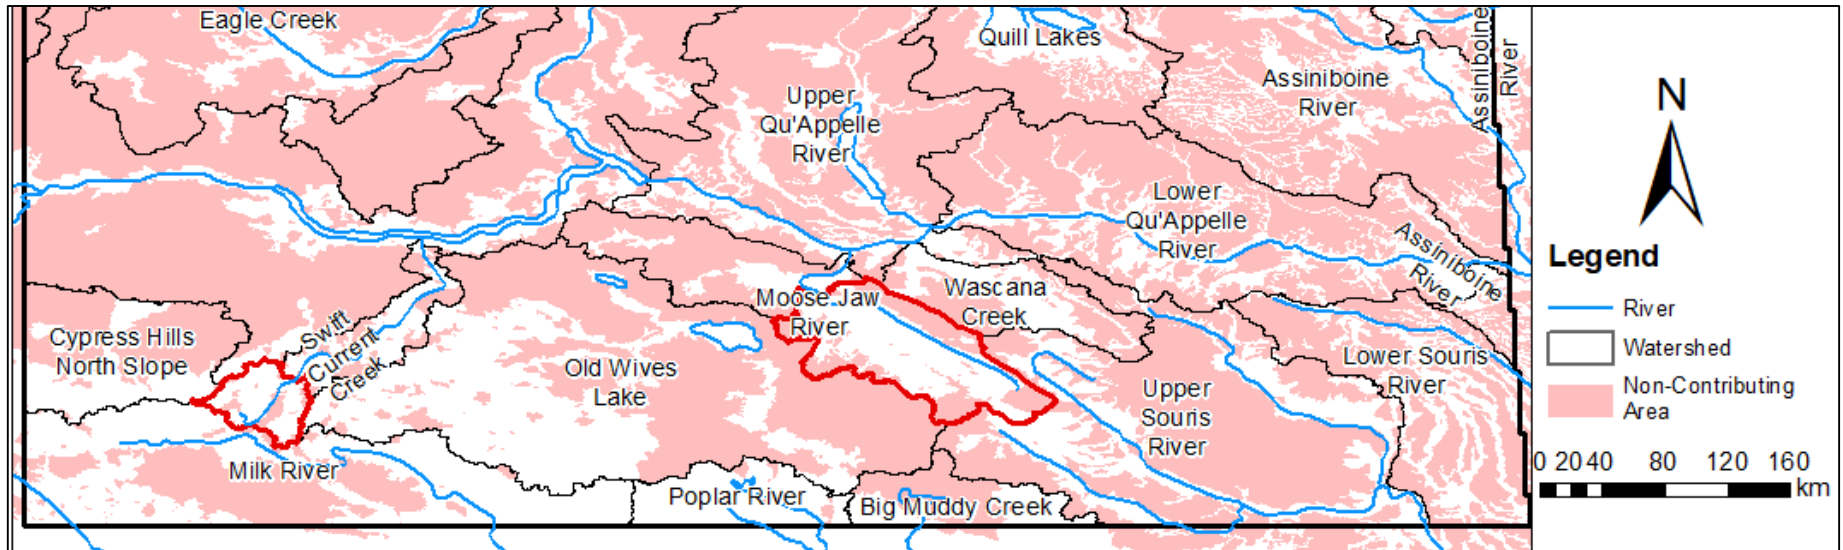 Eagle Creek
Quill Lakes
Assiniboine
River
Assiniboine
River
Upper
Qu'Appelle
River
Lower
Qu'Appelle
River
Assiniboine
River
Moose Jaw
River
Wascana
Creek
Cypress Hills
North Slope
Swift
Current
Creek
Old Wives
Lake
Upper
Souris
River
Lower Souris
River
Milk River
Poplar River
Big Muddy Creek
N
Legend
River
Watershed
Non-Contributing
Area
0 20 40 80 120 160
km